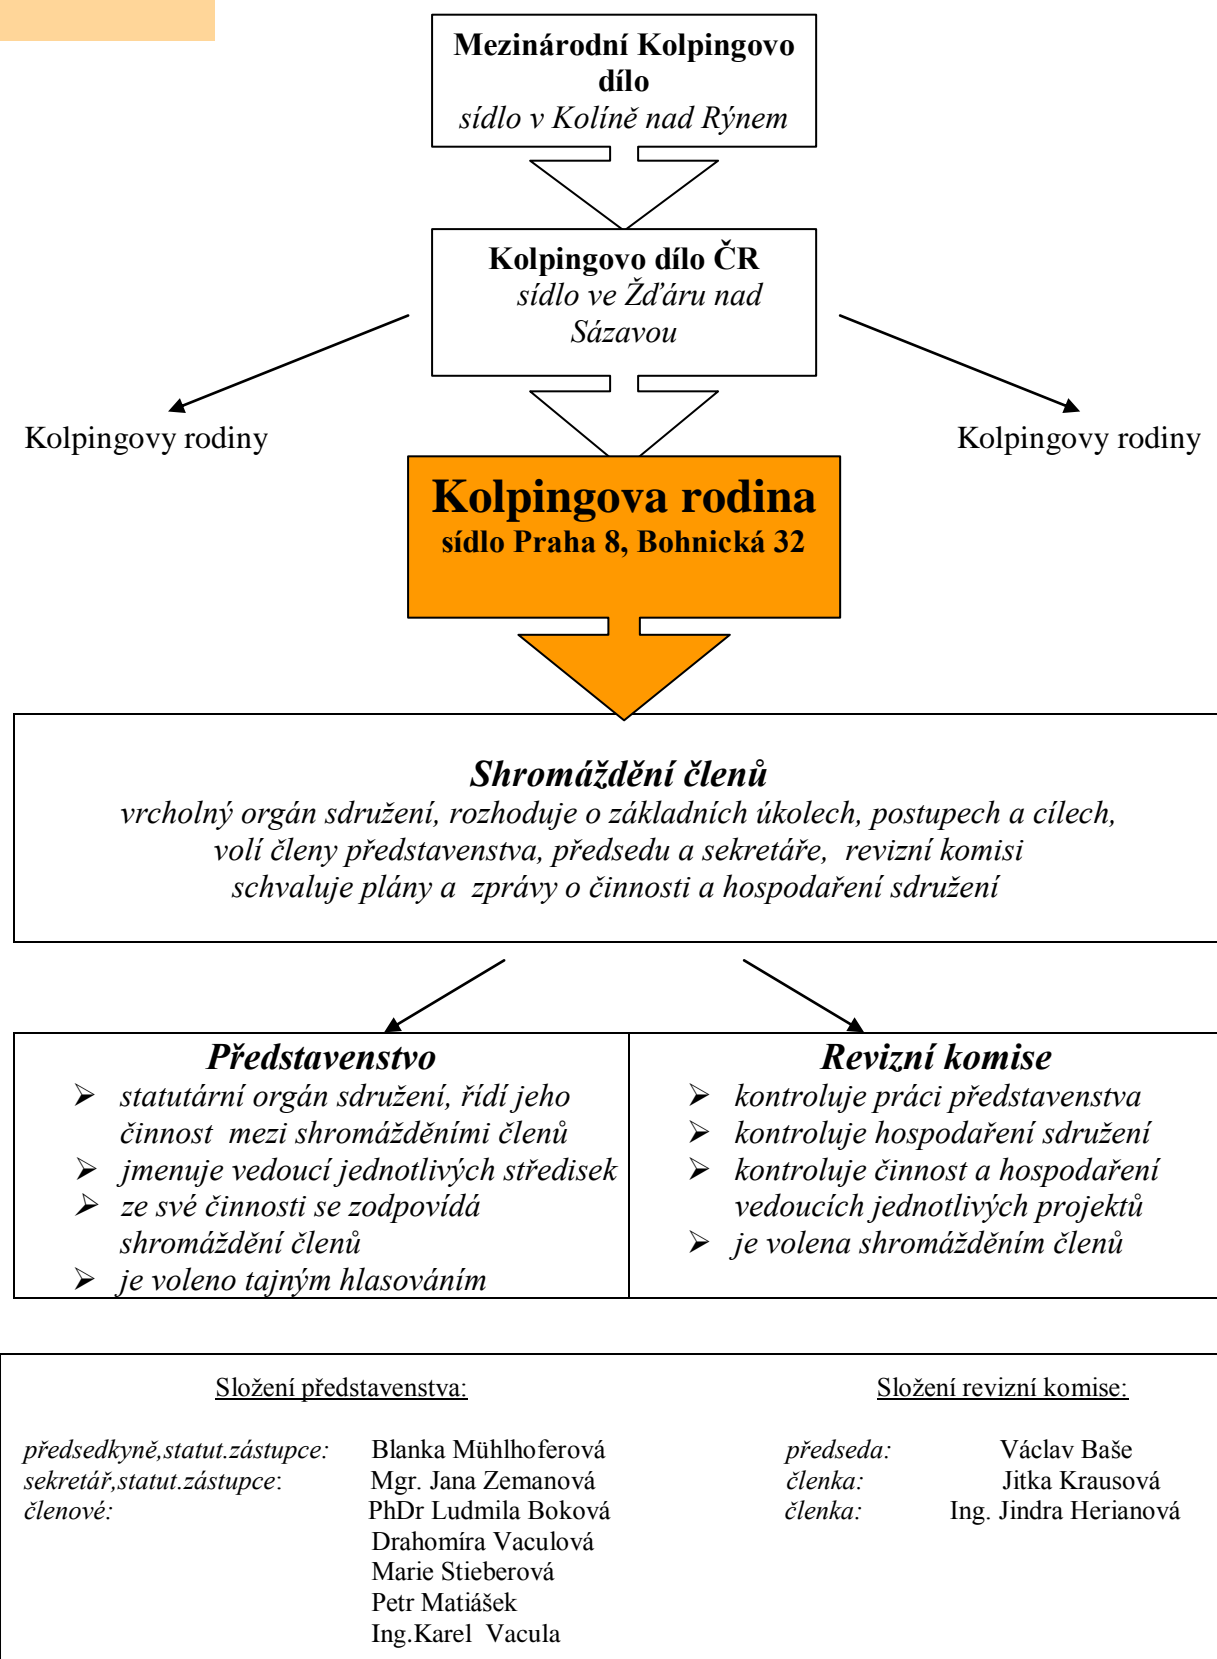 Mezinárodní Kolpingovo
dílo
sídlo v Kolíně nad Rýnem
Kolpingovo dílo ČR
sídlo ve Žďáru nad
Sázavou
Kolpingovy rodiny
Kolpingovy rodiny
Kolpingova rodina
sídlo Praha 8, Bohnická 32
Shromáždění členů
vrcholný orgán sdružení, rozhoduje o základních úkolech, postupech a cílech,
volí členy představenstva, předsedu a sekretáře, revizní komisi
schvaluje plány a zprávy o činnosti a hospodaření sdružení
Představenstvo
➢ statutární orgán sdružení, řídí jeho
činnost mezi shromážděními členů
➢ jmenuje vedoucí jednotlivých středisek
➢ ze své činnosti se zodpovídá
shromáždění členů
➢ je voleno tajným hlasováním
Revizní komise
➢ kontroluje práci představenstva
➢ kontroluje hospodaření sdružení
➢ kontroluje činnost a hospodaření
vedoucích jednotlivých projektů
➢ je volena shromážděním členů
Složení představenstva:
předsedkyně,statut.zástupce: Blanka Mühlhoferová
sekretář,statut.zástupce: Mgr. Jana Zemanová
členové: PhDr Ludmila Boková
Drahomíra Vaculová
Marie Stieberová
Petr Matiášek
Ing.Karel Vacula
Složení revizní komise:
předseda: Václav Baše
členka: Jitka Krausová
členka: Ing. Jindra Herianová